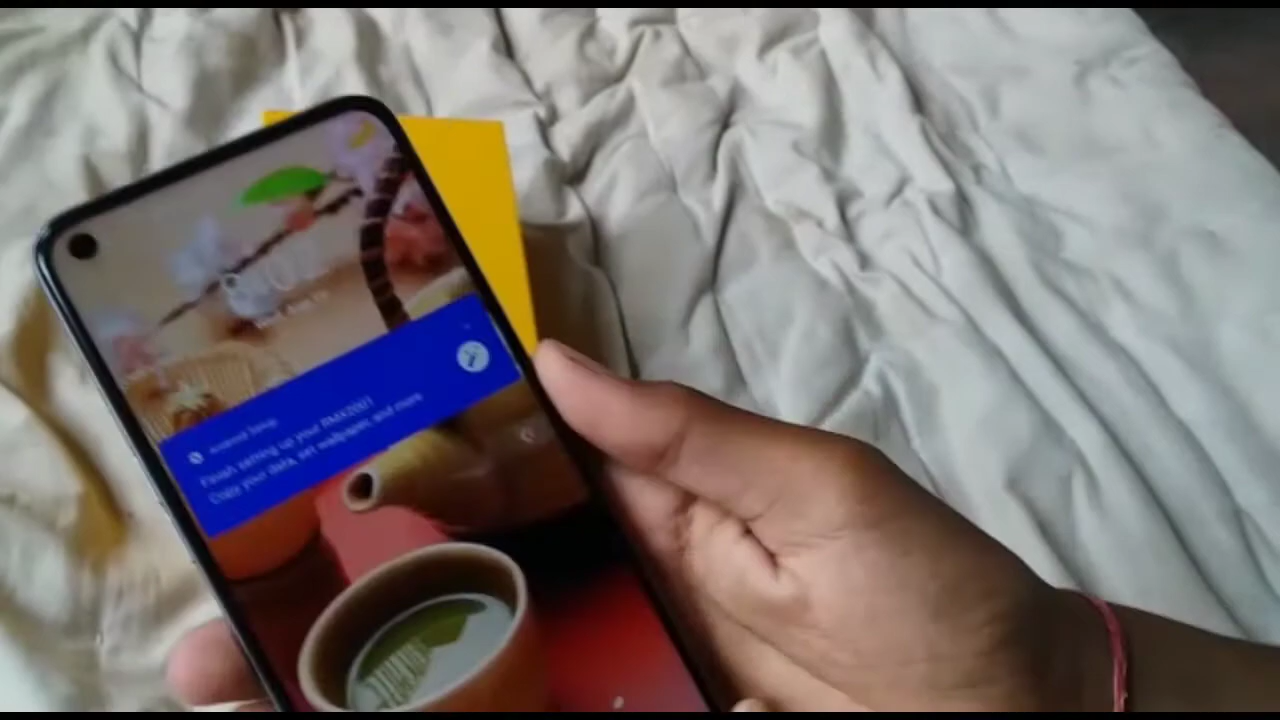 Android Setup
Finish setting up your RMX2001
Copy your data, set wallpaper, and more